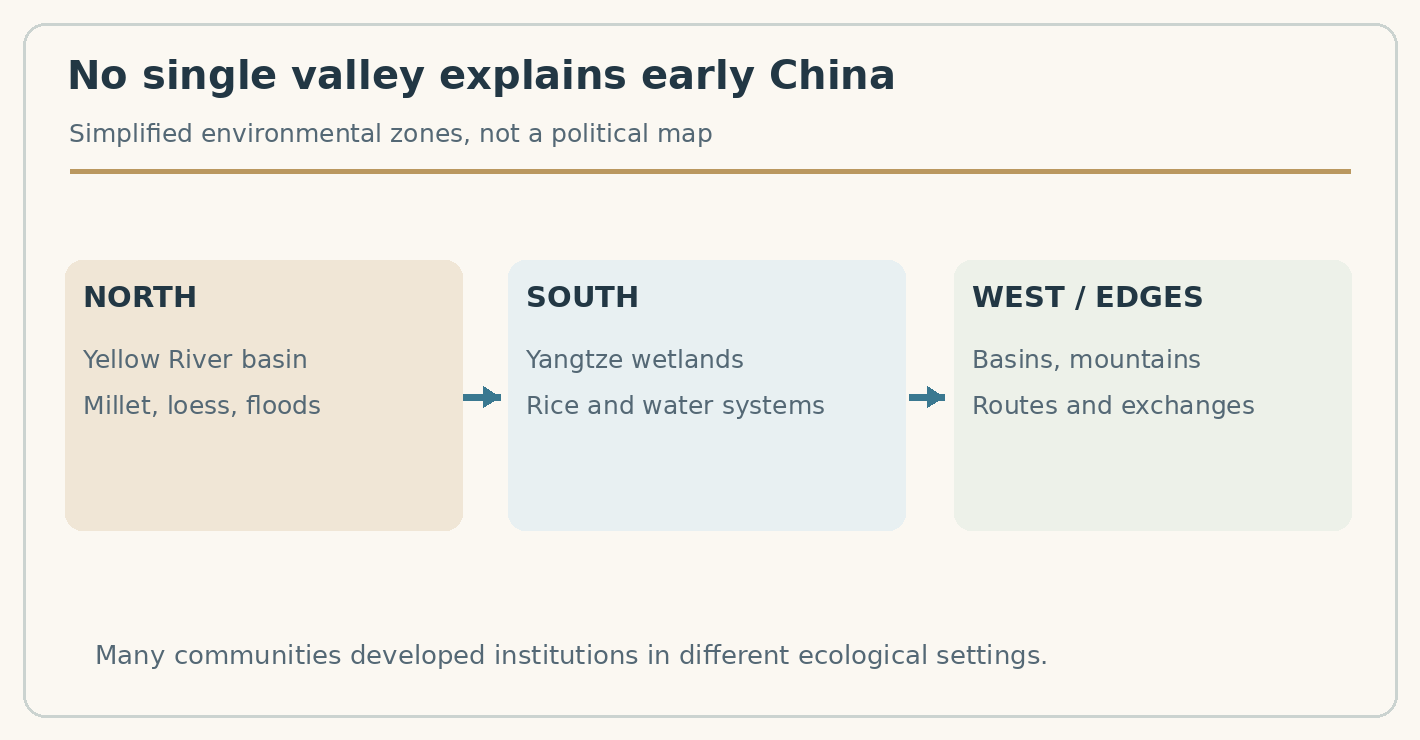 No single valley explains early China
Simplified environmental zones, not a political map
NORTH
Yellow River basin
Millet, loess, floods
SOUTH
Yangtze wetlands
Rice and water systems
WEST / EDGES
Basins, mountains
Routes and exchanges
Many communities developed institutions in different ecological settings.